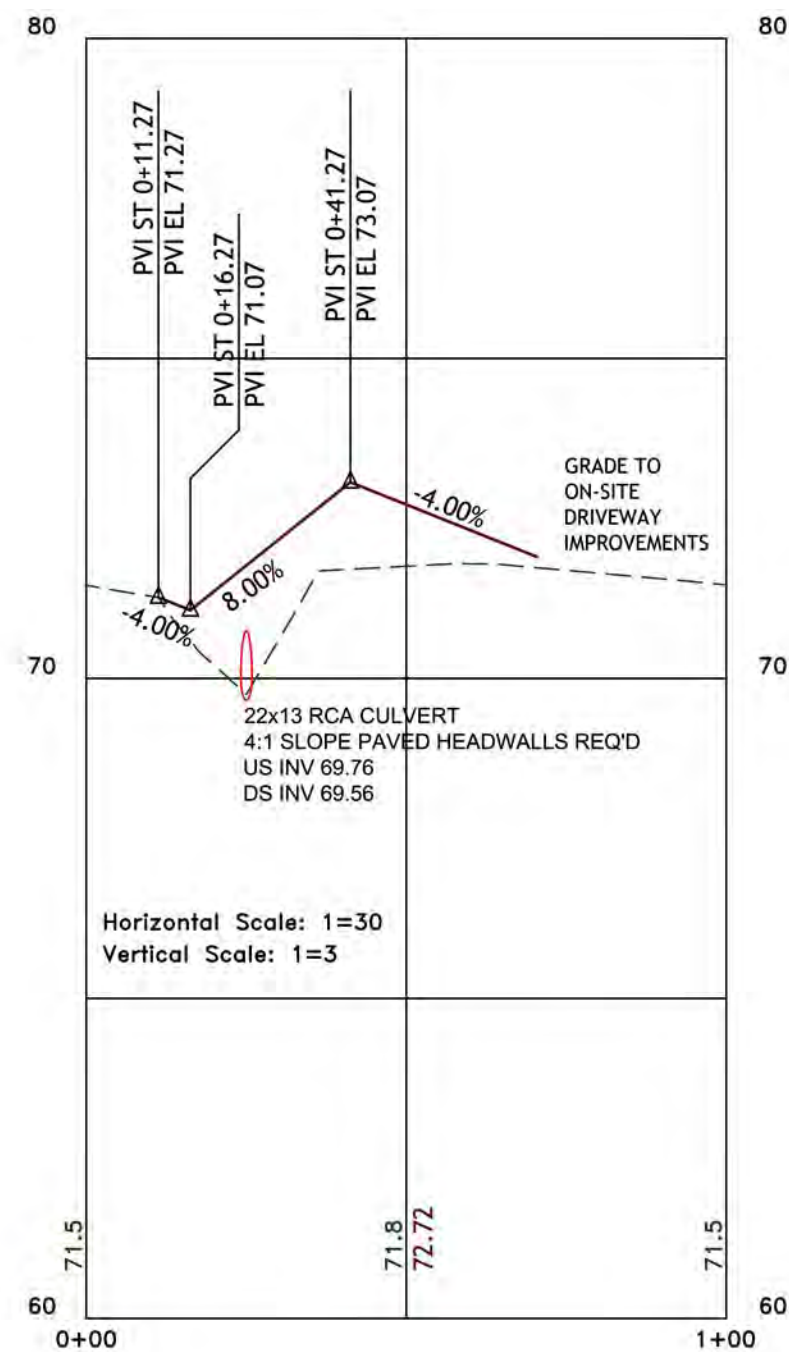 80
80
PVI ST 0+11.27
PVI EL 71.27
PVI ST 0+16.27
PVI EL 71.07
PVI ST 0+41.27
PVI EL 73.07
GRADE TO
ON-SITE
DRIVEWAY
IMPROVEMENTS
-4.00%
8.00%
-4.00%
70
70
22x13 RCA CULVERT
4:1 SLOPE PAVED HEADWALLS REQ'D
US INV 69.76
DS INV 69.56
Horizontal Scale: 1=30
Vertical Scale: 1=3
71.5
71.8
72.72
71.5
60
60
0+00
1+00